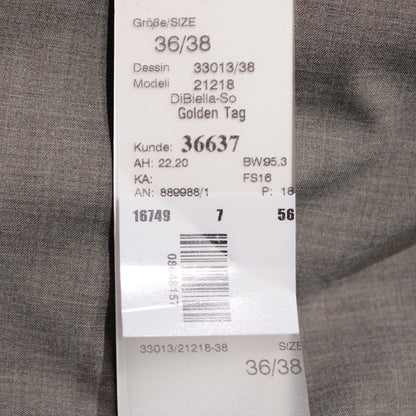 Größe/SIZE
36/38
Dessin 33013/38
Modell 21218
DiBiella-So
Golden Tag
Kunde: 36637
AH: 22,20 BW95.3
KA: FS16
AN: 889988/1 P: 18
16749 7 56
33013/21218-38 SIZE
36/38